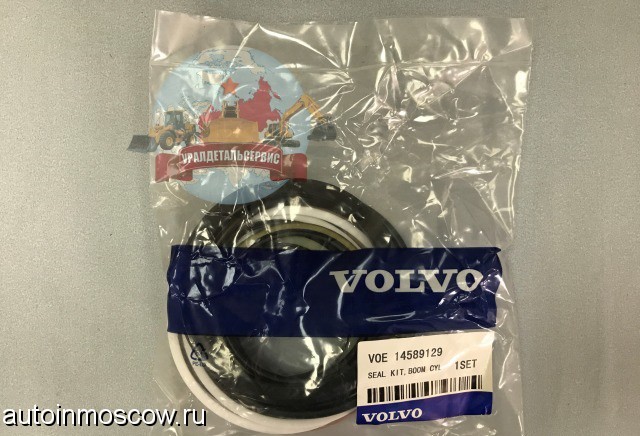 УРАЛДЕТАЛЬСЕРВИС
VOLVO
VOE 14589129
SEAL KIT, BOOM CYL 1SET
VOLVO
autoinmoscow.ru